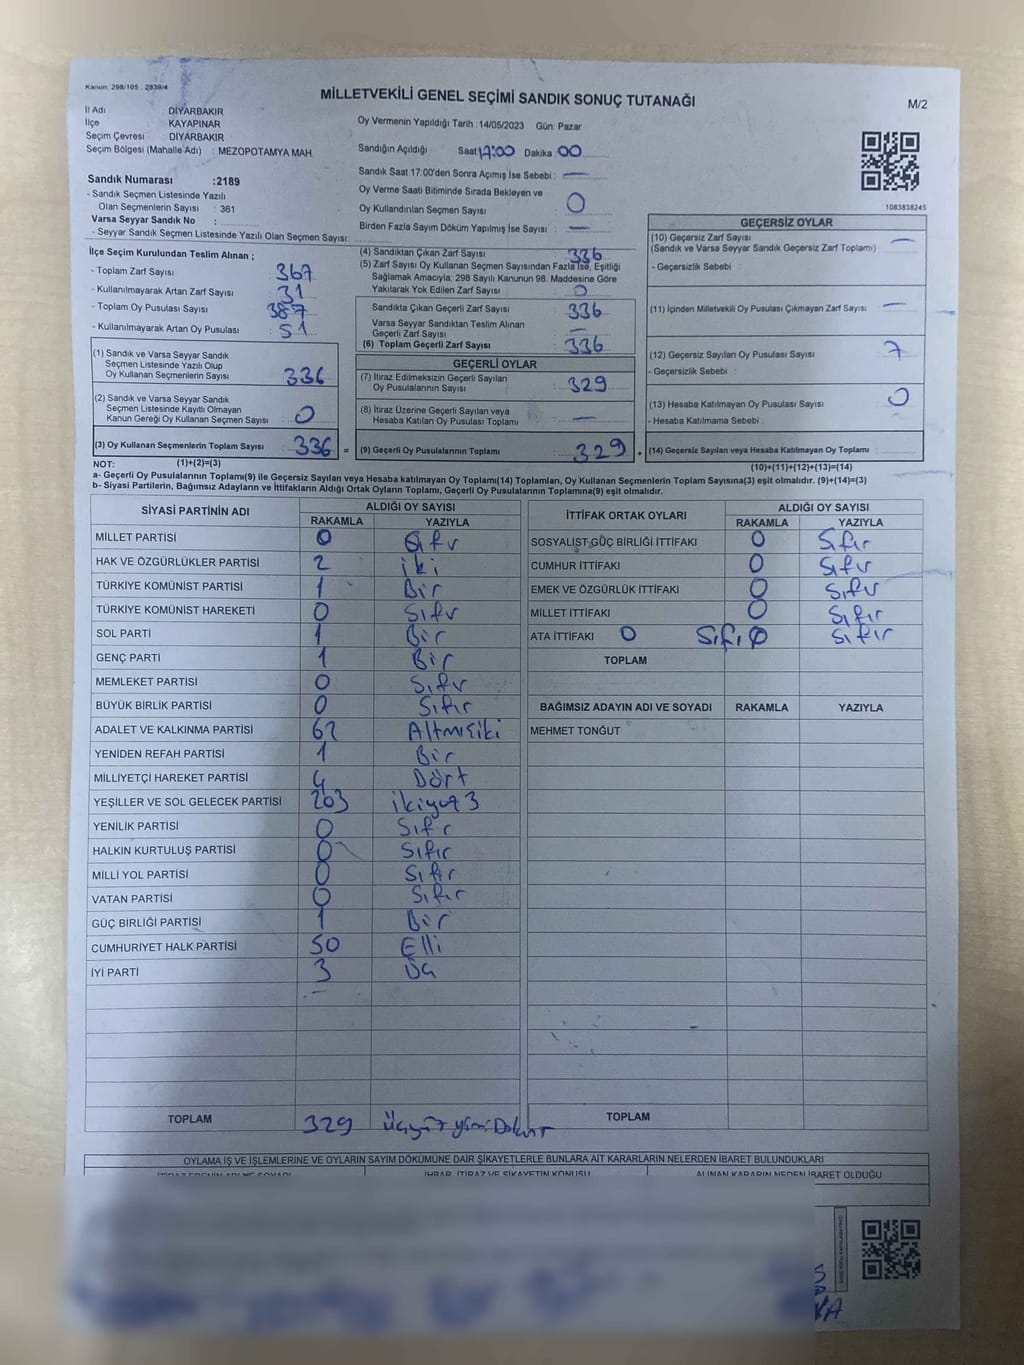 Kanun: 298/105 , 2839/4
MİLLETVEKİLİ GENEL SEÇİMİ SANDIK SONUÇ TUTANAĞI
M/2
İl Adı DİYARBAKIR
İlçe KAYAPINAR
Seçim Çevresi DİYARBAKIR
Seçim Bölgesi (Mahalle Adı) : MEZOPOTAMYA MAH.
Oy Vermenin Yapıldığı Tarih :14/05/2023 Gün: Pazar
Sandığın Açıldığı Saat 17:00 Dakika 00
Sandık Saat 17.00'den Sonra Açımış İse Sebebi : —
Oy Verme Saati Bitiminde Sırada Bekleyen ve
Oy Kullandırılan Seçmen Sayısı 0
Birden Fazla Sayım Döküm Yapılmış İse Sayısı : —
1083838245
Sandık Numarası :2189
- Sandık Seçmen Listesinde Yazılı
Olan Seçmenlerin Sayısı : 361
Varsa Seyyar Sandık No :
- Seyyar Sandık Seçmen Listesinde Yazılı Olan Seçmen Sayısı:
İlçe Seçim Kurulundan Teslim Alınan ;
- Toplam Zarf Sayısı 367
- Kullanılmayarak Artan Zarf Sayısı 31
- Toplam Oy Pusulası Sayısı 387
- Kullanılmayarak Artan Oy Pusulası 51
(1) Sandık ve Varsa Seyyar Sandık
Seçmen Listesinde Yazılı Olup
Oy Kullanan Seçmenlerin Sayısı 336
(2) Sandık ve Varsa Seyyar Sandık
Seçmen Listesinde Kayıtlı Olmayan
Kanun Gereği Oy Kullanan Seçmen Sayısı : 0
(3) Oy Kullanan Seçmenlerin Toplam Sayısı 336 =
(1)+(2)=(3)
(4) Sandıktan Çıkan Zarf Sayısı 336
(5) Zarf Sayısı Oy Kullanan Seçmen Sayısından Fazla İse, Eşitliği
Sağlamak Amacıyla; 298 Sayılı Kanunun 98. Maddesine Göre
Yakılarak Yok Edilen Zarf Sayısı : 0
Sandıkta Çıkan Geçerli Zarf Sayısı : 336
Varsa Seyyar Sandıktan Teslim Alınan
Geçerli Zarf Sayısı —
(6) Toplam Geçerli Zarf Sayısı : 336
GEÇERLİ OYLAR
(7) İtiraz Edilmeksizin Geçerli Sayılan
Oy Pusulalarının Sayısı : 329
(8) İtiraz Üzerine Geçerli Sayılan veya
Hesaba Katılan Oy Pusulası Toplamı : —
(9) Geçerli Oy Pusulalarının Toplamı : 329 +
GEÇERSİZ OYLAR
(10) Geçersiz Zarf Sayısı —
(Sandık ve Varsa Seyyar Sandık Geçersiz Zarf Toplamı) :
- Geçersizlik Sebebi :
(11) İçinden Milletvekili Oy Pusulası Çıkmayan Zarf Sayısı : —
(12) Geçersiz Sayılan Oy Pusulası Sayısı : 7
- Geçersizlik Sebebi :
(13) Hesaba Katılmayan Oy Pusulası Sayısı : 0
- Hesaba Katılmama Sebebi :
(14) Geçersiz Sayılan veya Hesaba Katılmayan Oy Toplamı :
(10)+(11)+(12)+(13)=(14)
NOT:
a- Geçerli Oy Pusulalarının Toplamı(9) ile Geçersiz Sayılan veya Hesaba katılmayan Oy Toplamı(14) Toplamları, Oy Kullanan Seçmenlerin Toplam Sayısına(3) eşit olmalıdır. (9)+(14)=(3)
b- Siyasi Partilerin, Bağımsız Adayların ve İttifakların Aldığı Ortak Oyların Toplamı, Geçerli Oy Pusulalarının Toplamına(9) eşit olmalıdır.
SİYASİ PARTİNİN ADI ALDIĞI OY SAYISI
RAKAMLA YAZIYLA
MİLLET PARTİSİ 0 Sıfır
HAK VE ÖZGÜRLÜKLER PARTİSİ 2 iki
TÜRKİYE KOMÜNİST PARTİSİ 1 Bir
TÜRKİYE KOMÜNİST HAREKETİ 0 Sıfır
SOL PARTİ 1 Bir
GENÇ PARTİ 1 Bir
MEMLEKET PARTİSİ 0 Sıfır
BÜYÜK BİRLİK PARTİSİ 0 Sıfır
ADALET VE KALKINMA PARTİSİ 62 Altmışiki
YENİDEN REFAH PARTİSİ 1 Bir
MİLLİYETÇİ HAREKET PARTİSİ 4 Dört
YEŞİLLER VE SOL GELECEK PARTİSİ 203 ikiyüz 3
YENİLİK PARTİSİ 0 Sıfır
HALKIN KURTULUŞ PARTİSİ 0 Sıfır
MİLLİ YOL PARTİSİ 0 Sıfır
VATAN PARTİSİ 0 Sıfır
GÜÇ BİRLİĞİ PARTİSİ 1 Bir
CUMHURİYET HALK PARTİSİ 50 Elli
İYİ PARTİ 3 Üç
TOPLAM 329 Üçyüz yirmi Dokuz
İTTİFAK ORTAK OYLARI ALDIĞI OY SAYISI
RAKAMLA YAZIYLA
SOSYALİST GÜÇ BİRLİĞİ İTTİFAKI 0 Sıfır
CUMHUR İTTİFAKI 0 Sıfır
EMEK VE ÖZGÜRLÜK İTTİFAKI 0 Sıfır
MİLLET İTTİFAKI 0 Sıfır
ATA İTTİFAKI 0 Sıfı 0 Sıfır
TOPLAM
BAĞIMSIZ ADAYIN ADI VE SOYADI RAKAMLA YAZIYLA
MEHMET TONĞUT
TOPLAM
OYLAMA İŞ VE İŞLEMLERİNE VE OYLARIN SAYIM DÖKÜMÜNE DAİR ŞİKAYETLERLE BUNLARA AİT KARARLARIN NELERDEN İBARET BULUNDUKLARI
İTİRAZ EDENİN ADI VE SOYADI İHBAR, İTİRAZ VE ŞİKAYETİN KONUSU ALINAN KARARIN NEDEN İBARET OLDUĞU